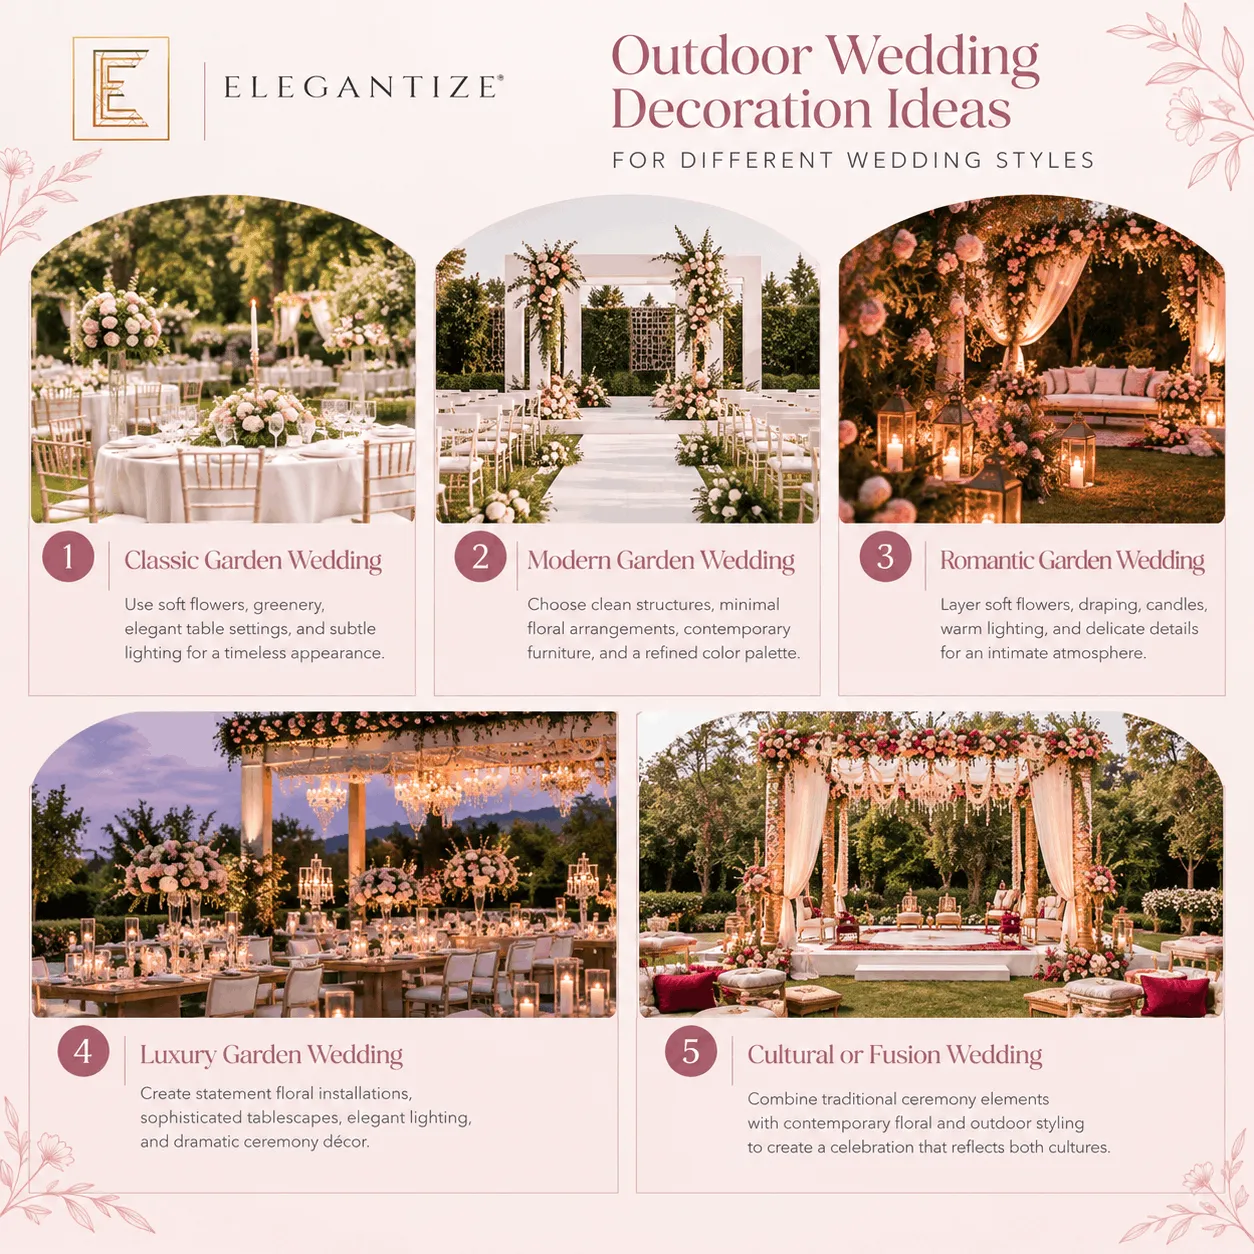 E
ELEGANTIZE®
Outdoor Wedding
Decoration Ideas
FOR DIFFERENT WEDDING STYLES
1
Classic Garden Wedding
Use soft flowers, greenery,
elegant table settings, and subtle
lighting for a timeless appearance.
2
Modern Garden Wedding
Choose clean structures, minimal
floral arrangements, contemporary
furniture, and a refined color palette.
3
Romantic Garden Wedding
Layer soft flowers, draping, candles,
warm lighting, and delicate details
for an intimate atmosphere.
4
Luxury Garden Wedding
Create statement floral installations,
sophisticated tablescapes, elegant lighting,
and dramatic ceremony décor.
5
Cultural or Fusion Wedding
Combine traditional ceremony elements
with contemporary floral and outdoor styling
to create a celebration that reflects both cultures.